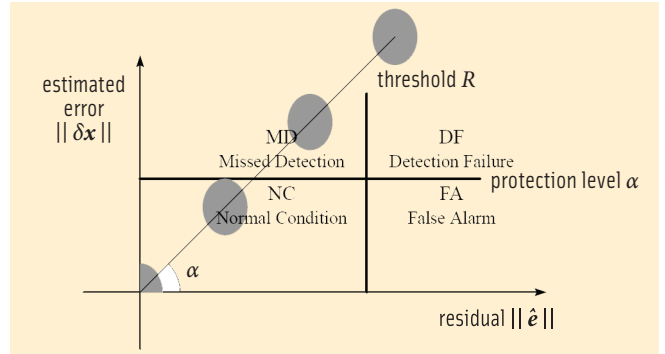 estimated
error
|| δx ||
threshold R
MD
Missed Detection
DF
Detection Failure
protection level α
NC
Normal Condition
FA
False Alarm
α
residual || ê ||